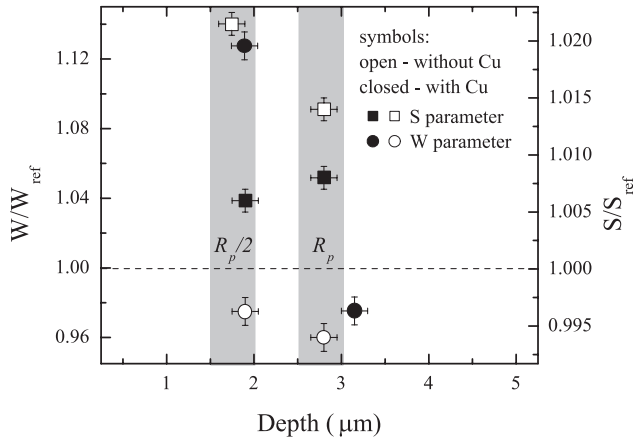 symbols:
open - without Cu
closed - with Cu
S parameter
W parameter
R_p/2
R_p
W/W_ref
1.12
1.08
1.04
1.00
0.96
S/S_ref
1.020
1.015
1.010
1.005
1.000
0.995
1 2 3 4 5
Depth (μm)